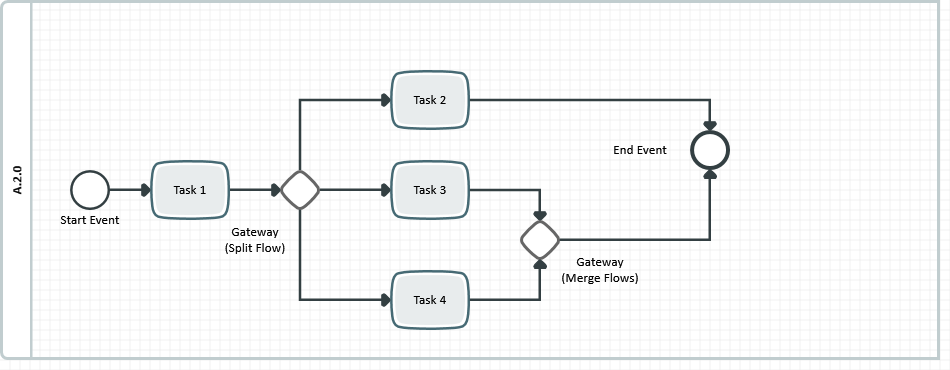 A.2.0
Start Event
Task 1
Gateway
(Split Flow)
Task 2
Task 3
Task 4
Gateway
(Merge Flows)
End Event